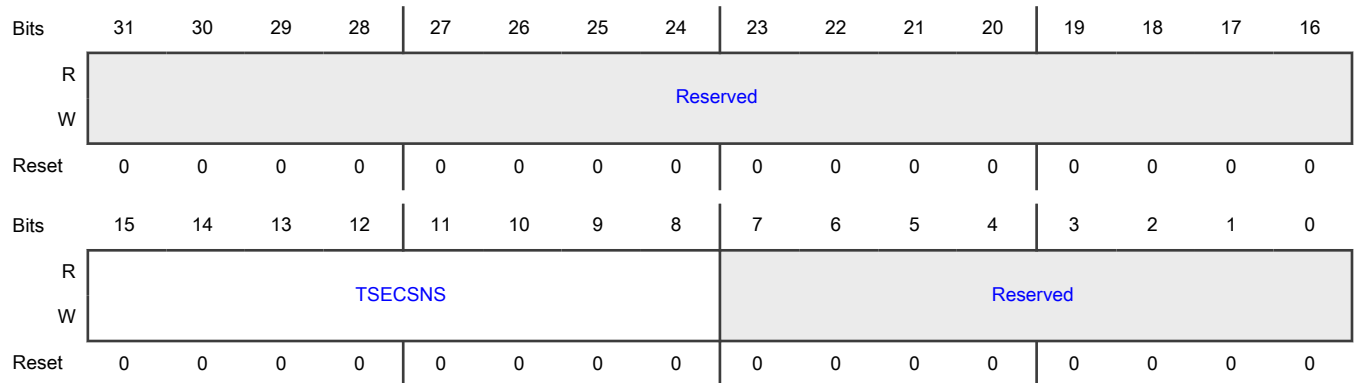 Bits 31 30 29 28 27 26 25 24 23 22 21 20 19 18 17 16
R
Reserved
W
Reset 0 0 0 0 0 0 0 0 0 0 0 0 0 0 0 0
Bits 15 14 13 12 11 10 9 8 7 6 5 4 3 2 1 0
R
TSECSNS Reserved
W
Reset 0 0 0 0 0 0 0 0 0 0 0 0 0 0 0 0